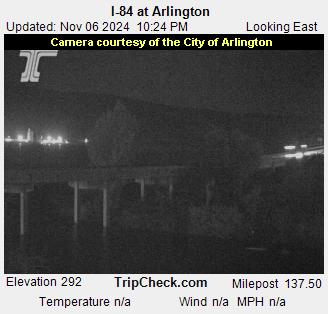 I-84 at Arlington
Updated: Nov 06 2024 10:24 PM Looking East
Camera courtesy of the City of Arlington
Elevation 292 TripCheck.com Milepost 137.50
Temperature n/a Wind n/a MPH n/a